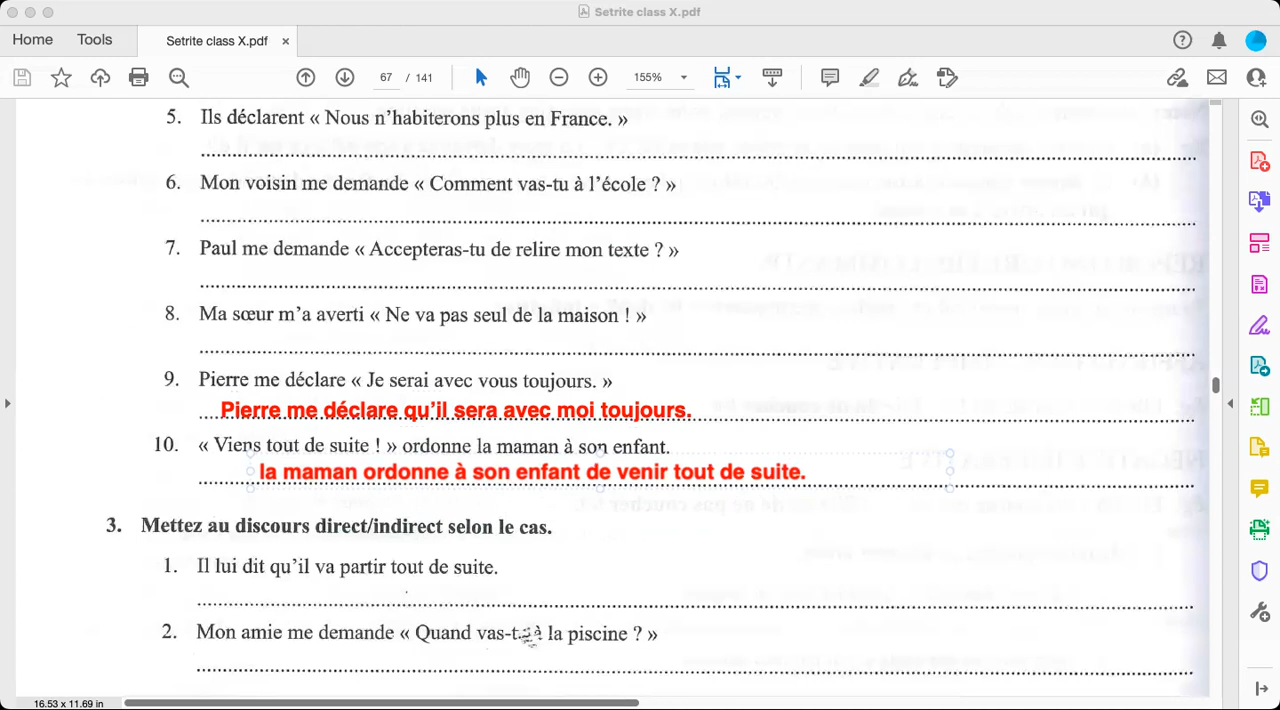 Setrite class X.pdf
Home Tools Setrite class X.pdf ×
67 / 141 155%
5. Ils déclarent « Nous n'habiterons plus en France. »
6. Mon voisin me demande « Comment vas-tu à l'école ? »
7. Paul me demande « Accepteras-tu de relire mon texte ? »
8. Ma sœur m'a averti « Ne va pas seul de la maison ! »
9. Pierre me déclare « Je serai avec vous toujours. »
Pierre me déclare qu'il sera avec moi toujours.
10. « Viens tout de suite ! » ordonne la maman à son enfant.
la maman ordonne à son enfant de venir tout de suite.
3. Mettez au discours direct/indirect selon le cas.
1. Il lui dit qu'il va partir tout de suite.
2. Mon amie me demande « Quand vas-tu à la piscine ? »
16.53 x 11.69 in